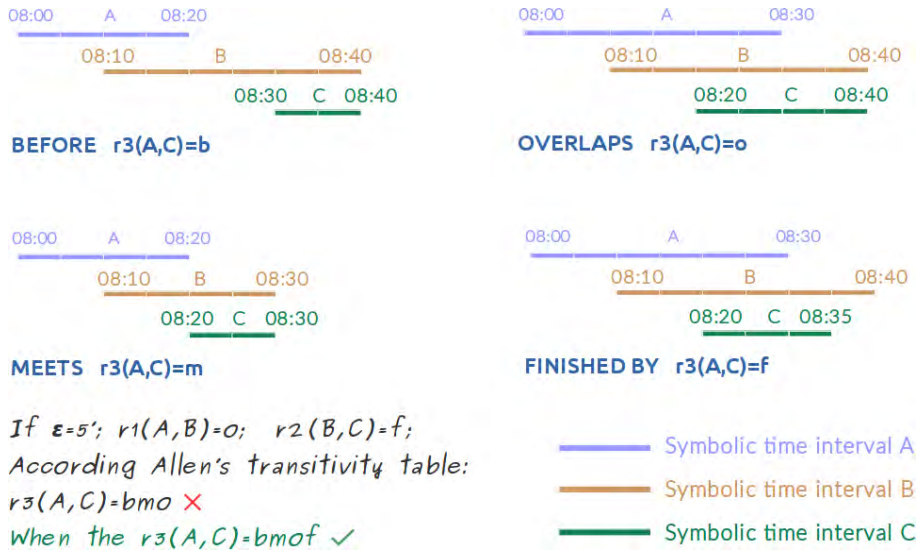 08:00 A 08:20
08:10 B 08:40
08:30 C 08:40
BEFORE r3(A,C)=b
08:00 A 08:30
08:10 B 08:40
08:20 C 08:40
OVERLAPS r3(A,C)=o
08:00 A 08:20
08:10 B 08:30
08:20 C 08:30
MEETS r3(A,C)=m
08:00 A 08:30
08:10 B 08:40
08:20 C 08:35
FINISHED BY r3(A,C)=f
If ε=5'; r1(A,B)=o; r2(B,C)=f;
According Allen's transitivity table:
r3(A,C)=bmo ✕
When the r3(A,C)=bmof ✓
Symbolic time interval A
Symbolic time interval B
Symbolic time interval C